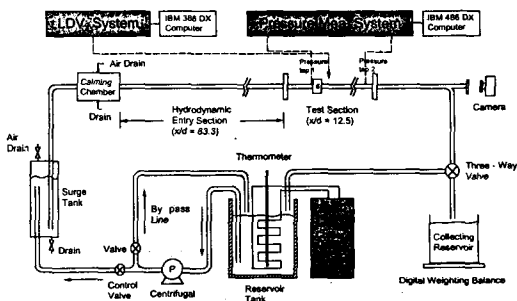 LDV System
IBM 386 DX
Computer
Pressure Meas. System
IBM 486 DX
Computer
Air Drain
Calming
Chamber
Drain
Pressure
tap 1
Pressure
tap 2
Hydrodynamic
Entry Section
(x/d = 83.3)
Test Section
(x/d = 12.5)
Camera
Air
Drain
Surge
Tank
Drain
Thermometer
By pass
Line
Three - Way
Valve
Valve
P
Control
Valve
Centrifugal
Reservoir
Tank
Collecting
Reservoir
Digital Weighting Balance